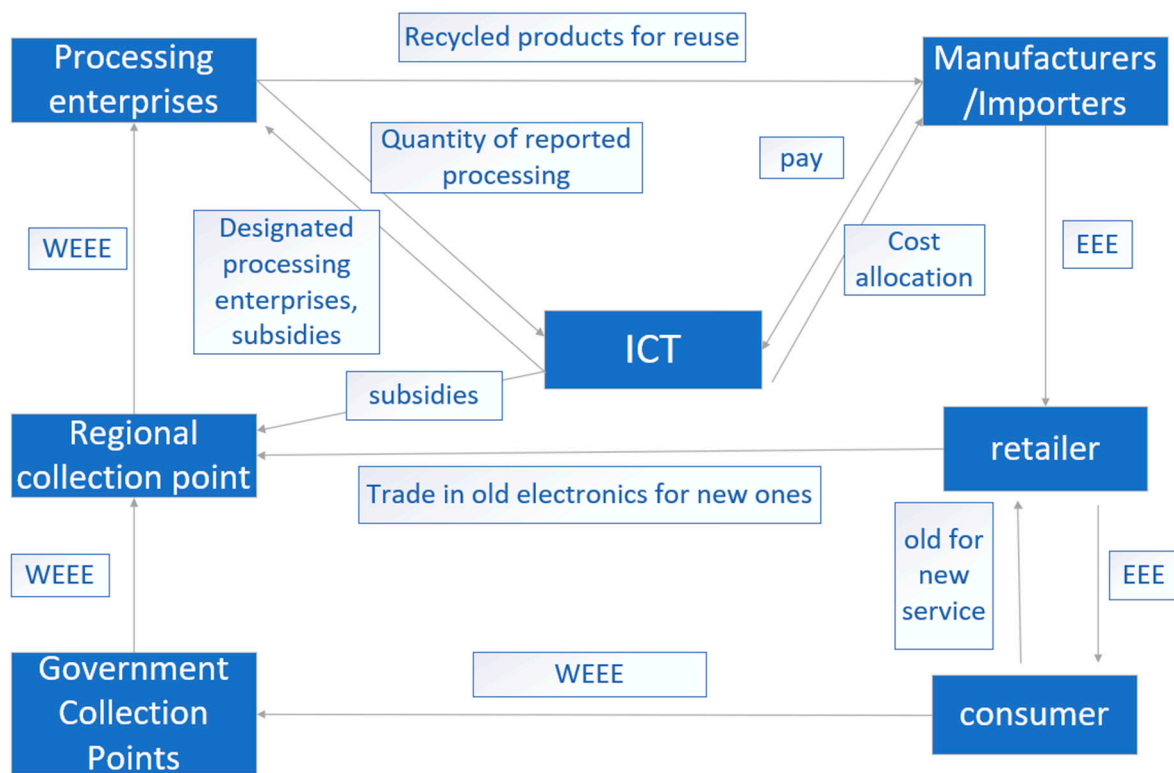 Recycled products for reuse
Processing
enterprises
Manufacturers
/Importers
Quantity of reported
processing
pay
WEEE
Designated
processing
enterprises,
subsidies
Cost
allocation
EEE
ICT
subsidies
Regional
collection point
retailer
Trade in old electronics for new ones
WEEE
old for
new
service
EEE
Government
Collection
Points
WEEE
consumer